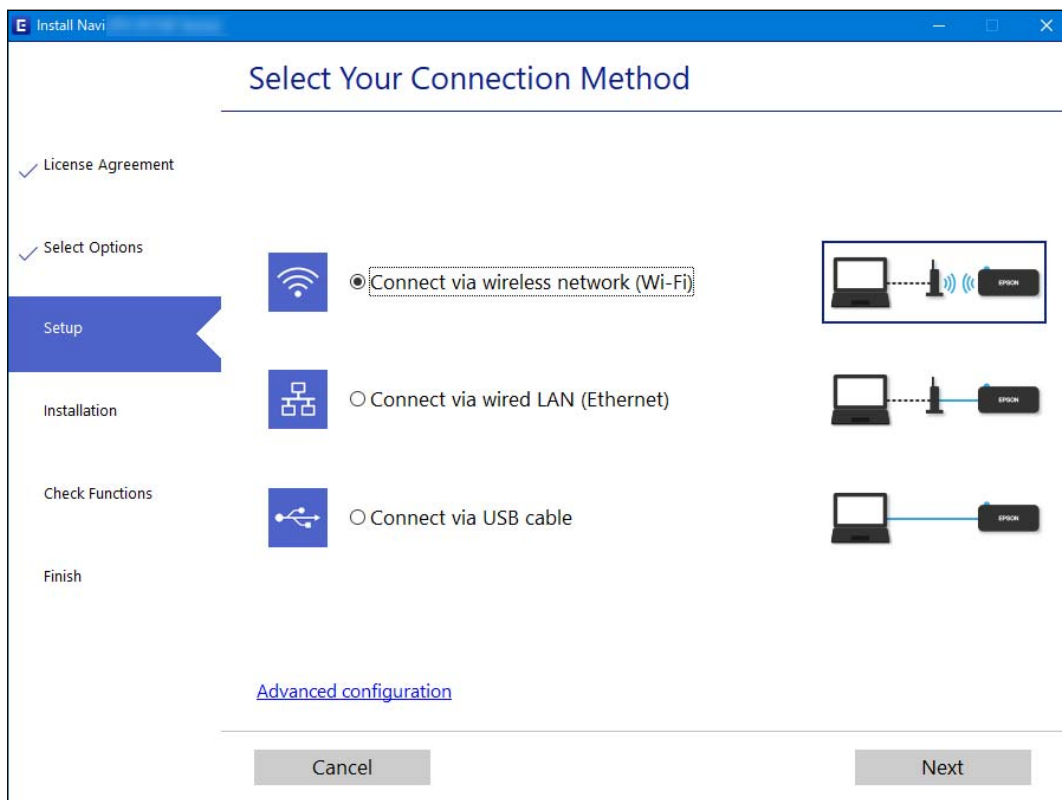 Install Navi
Select Your Connection Method
License Agreement
Select Options
Setup
Installation
Check Functions
Finish
Connect via wireless network (Wi-Fi)
EPSON
Connect via wired LAN (Ethernet)
EPSON
Connect via USB cable
EPSON
Advanced configuration
Cancel
Next